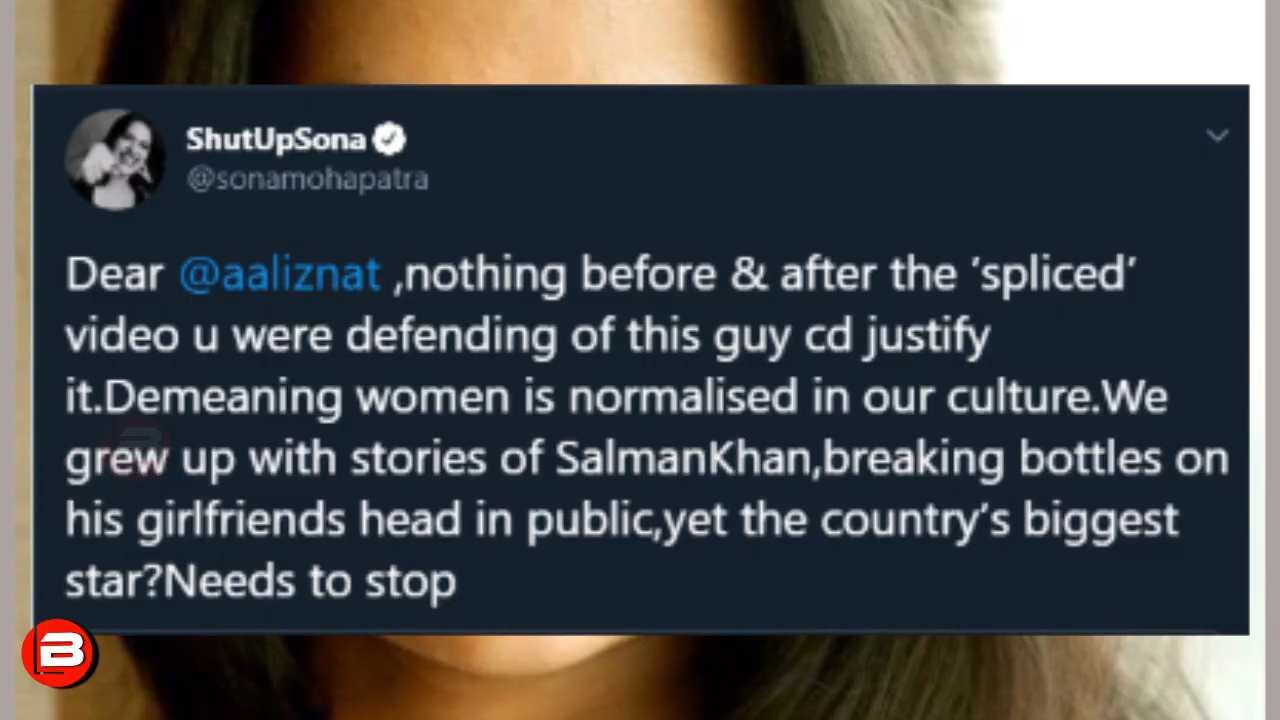 ShutUpSona
@sonamohapatra
Dear @aaliznat ,nothing before & after the ‘spliced’
video u were defending of this guy cd justify
it.Demeaning women is normalised in our culture.We
grew up with stories of SalmanKhan,breaking bottles on
his girlfriends head in public,yet the country’s biggest
star?Needs to stop
B